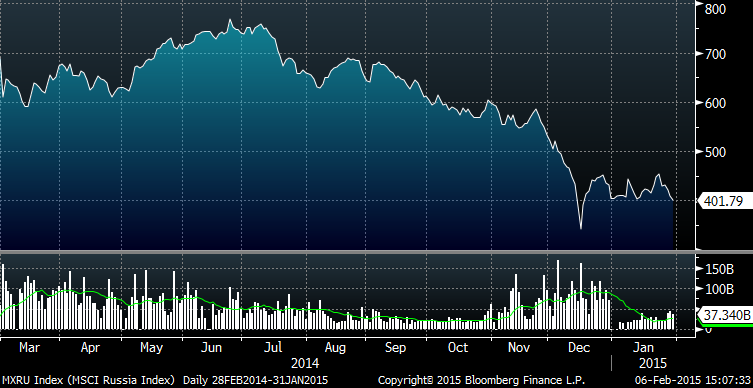 800
700
600
500
401.79
150B
100B
37.340B
0
Mar Apr May Jun Jul Aug Sep Oct Nov Dec Jan
2014 2015
MXRU Index (MSCI Russia Index) Daily 28FEB2014-31JAN2015 Copyright© 2015 Bloomberg Finance L.P. 06-Feb-2015 15:07:33